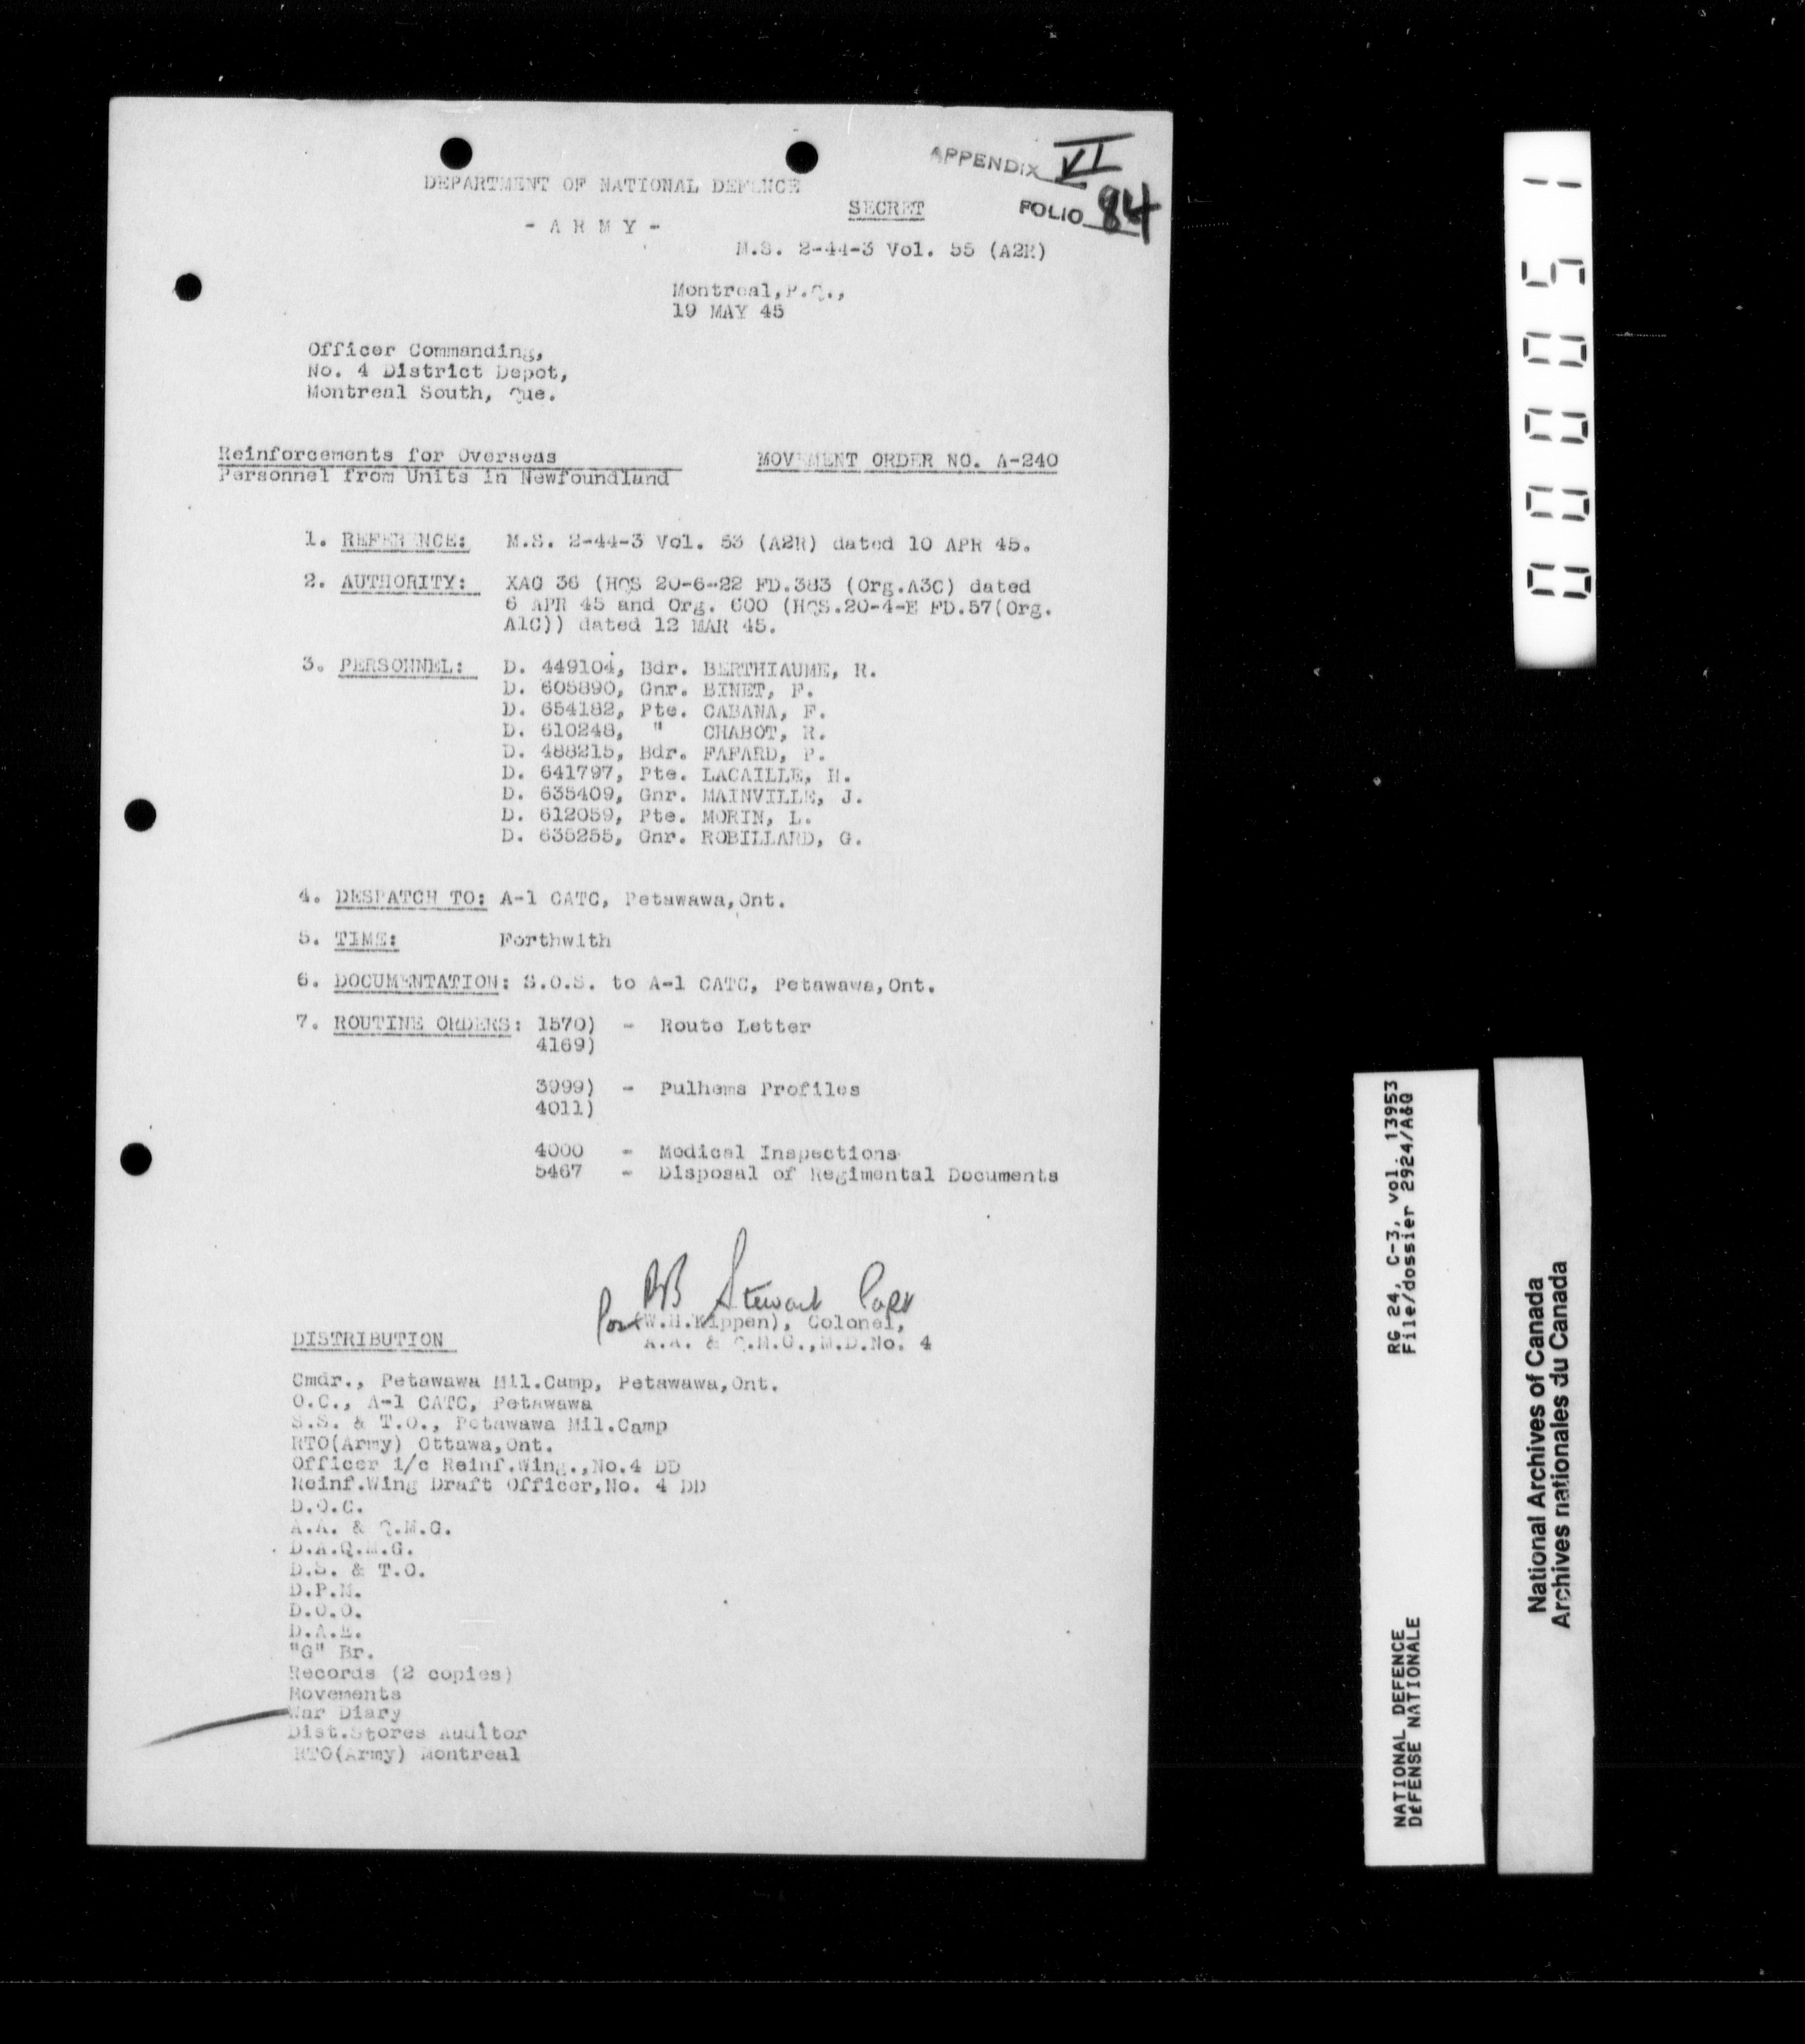 APPENDIX VI
DEPARTMENT OF NATIONAL DEFENCE
SECRET
FOLIO 84
- A R M Y -
M.S. 2-44-3 Vol. 55 (A2R)
Montreal,P.Q.,
19 MAY 45
Officer Commanding,
No. 4 District Depot,
Montreal South, Que.
Reinforcements for Overseas
Personnel from Units in Newfoundland
MOVEMENT ORDER NO. A-240
1. REFERENCE: M.S. 2-44-3 Vol. 53 (A2R) dated 10 APR 45.
2. AUTHORITY: XAO 36 (HQS 20-6-22 FD.383 (Org.A3C) dated
6 APR 45 and Org. 600 (HQS.20-4-E FD.57(Org.
A1C)) dated 12 MAR 45.
3. PERSONNEL: D. 449104, Bdr. BERTHIAUME, R.
D. 605890, Gnr. BINET, F.
D. 654182, Pte. CABANA, F.
D. 610248, " CHABOT, R.
D. 488215, Bdr. FAFARD, P.
D. 641797, Pte. LACAILLE, H.
D. 635409, Gnr. MAINVILLE, J.
D. 612059, Pte. MORIN, L.
D. 635255, Gnr. ROBILLARD, G.
4. DESPATCH TO: A-1 CATC, Petawawa,Ont.
5. TIME: Forthwith
6. DOCUMENTATION: S.O.S. to A-1 CATC, Petawawa,Ont.
7. ROUTINE ORDERS: 1570) - Route Letter
4169)
3999) - Pulhems Profiles
4011)
4000 - Medical Inspections
5467 - Disposal of Regimental Documents
Stewart Capt
for (W.H.Kippen), Colonel,
A.A. & Q.M.G.,M.D.No. 4
DISTRIBUTION
Cmdr., Petawawa Mil.Camp, Petawawa,Ont.
O.C., A-1 CATC, Petawawa
S.S. & T.O., Petawawa Mil.Camp
RTO(Army) Ottawa,Ont.
Officer i/c Reinf.Wing.,No.4 DD
Reinf.Wing Draft Officer,No. 4 DD
D.O.C.
A.A. & Q.M.G.
D.A.Q.M.G.
D.S. & T.O.
D.P.M.
D.O.O.
D.A.E.
"G" Br.
Records (2 copies)
Movements
War Diary
Dist.Stores Auditor
RTO(Army) Montreal
00051
RG 24, C-3, vol. 13953
File/dossier 2924/A&Q
NATIONAL DEFENCE
DÉFENSE NATIONALE
National Archives of Canada
Archives nationales du Canada